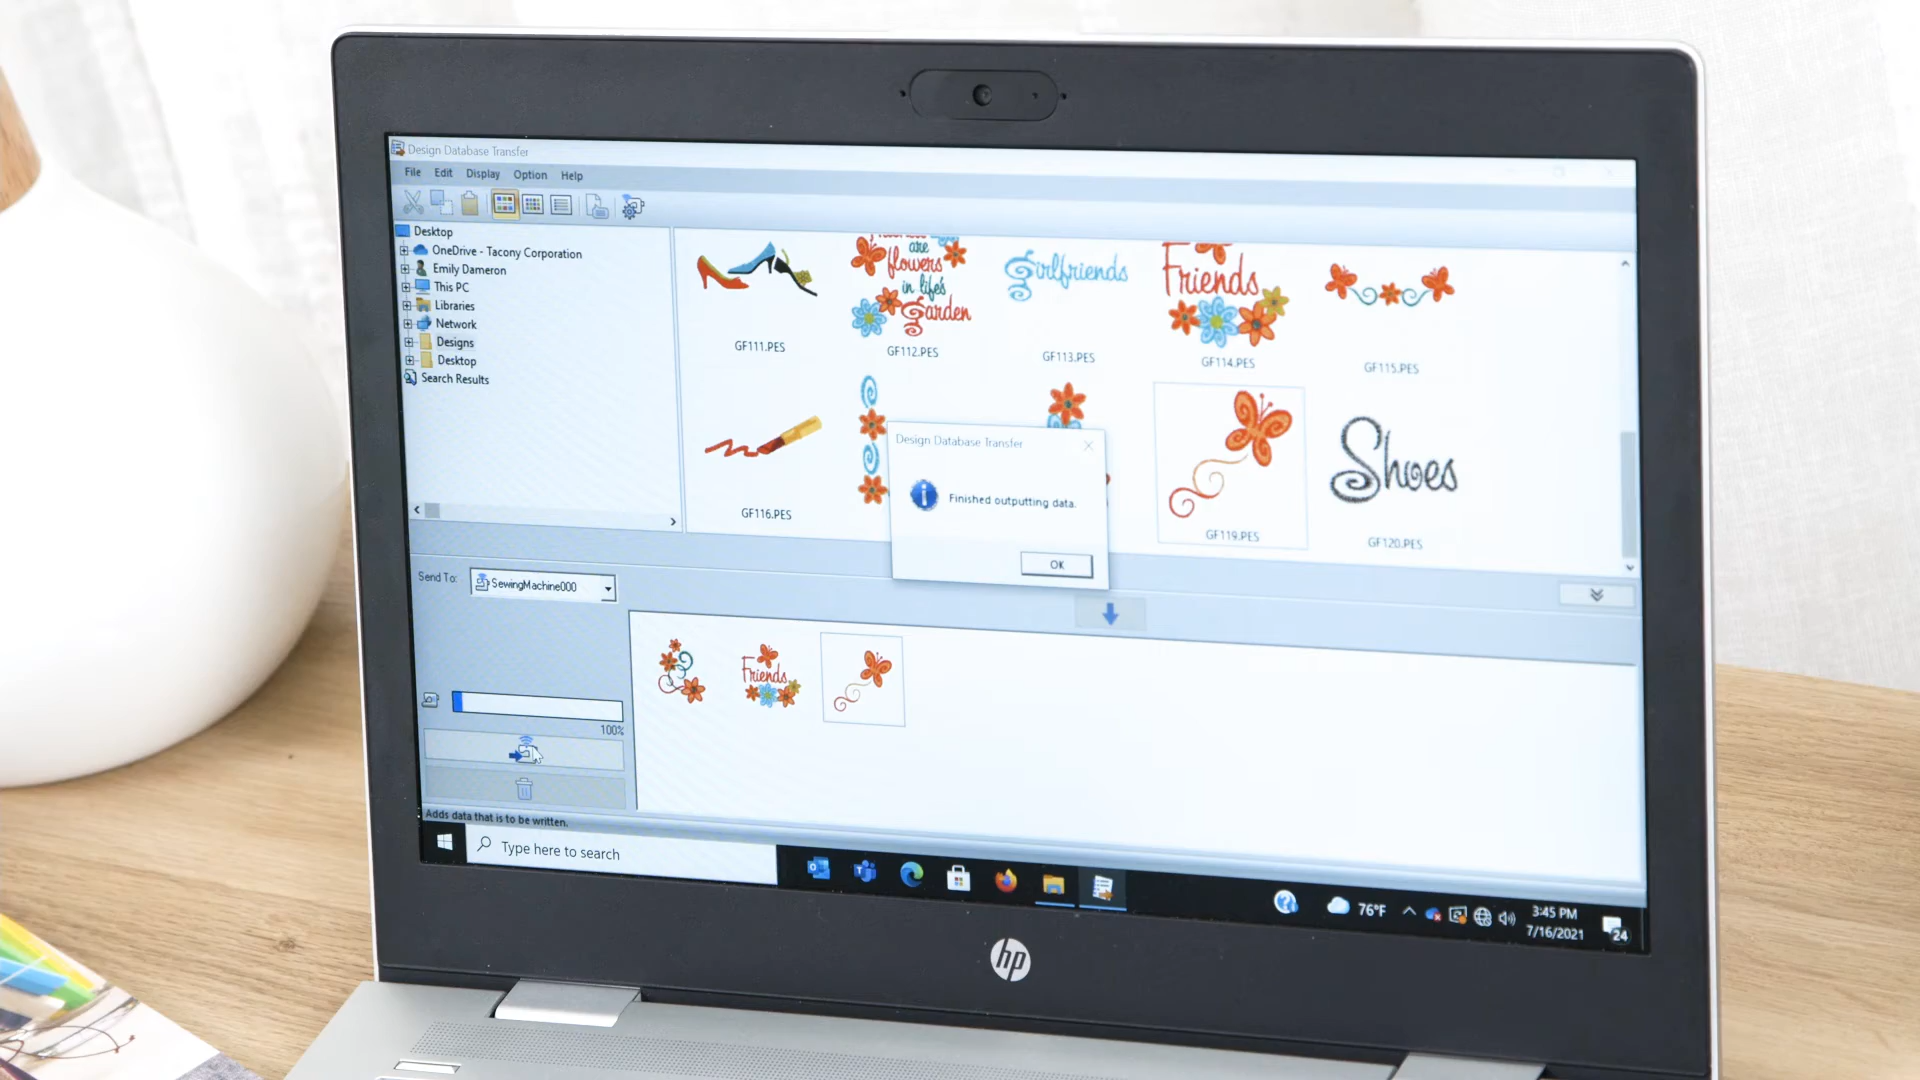 Design Database Transfer
File Edit Display Option Help
Desktop
OneDrive - Tacony Corporation
Emily Dameron
This PC
Libraries
Network
Designs
Desktop
Search Results
are
flowers
in life's
Garden
Girlfriends
Friends
GF111.PES
GF112.PES
GF113.PES
GF114.PES
GF115.PES
Shoes
GF116.PES
GF119.PES
GF120.PES
Design Database Transfer
Finished outputting data.
OK
Send To:
SewingMachine000
Friends
100%
Adds data that is to be written.
Type here to search
76°F
3:45 PM
7/16/2021
24
hp